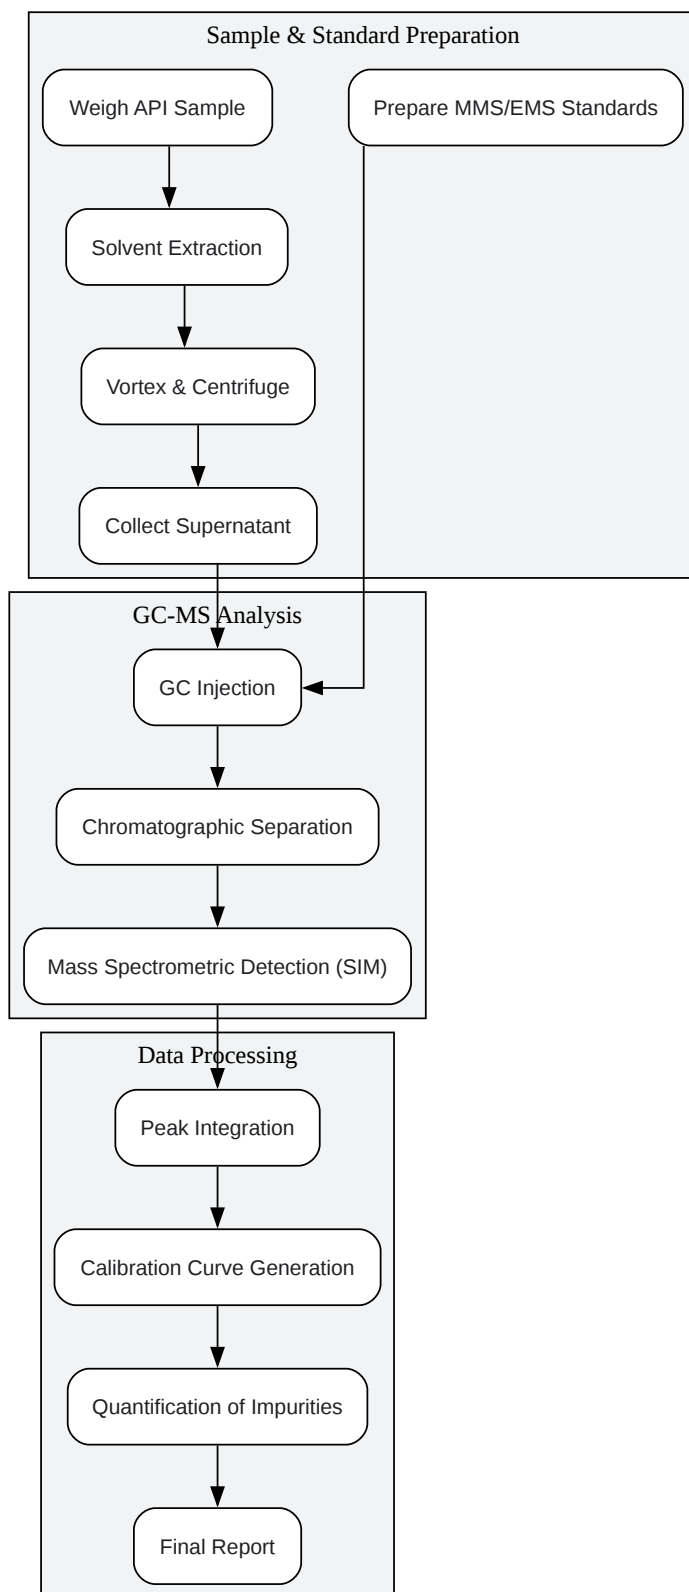 Sample & Standard Preparation
Weigh API Sample
Prepare MMS/EMS Standards
Solvent Extraction
Vortex & Centrifuge
Collect Supernatant
GC-MS Analysis
GC Injection
Chromatographic Separation
Mass Spectrometric Detection (SIM)
Data Processing
Peak Integration
Calibration Curve Generation
Quantification of Impurities
Final Report